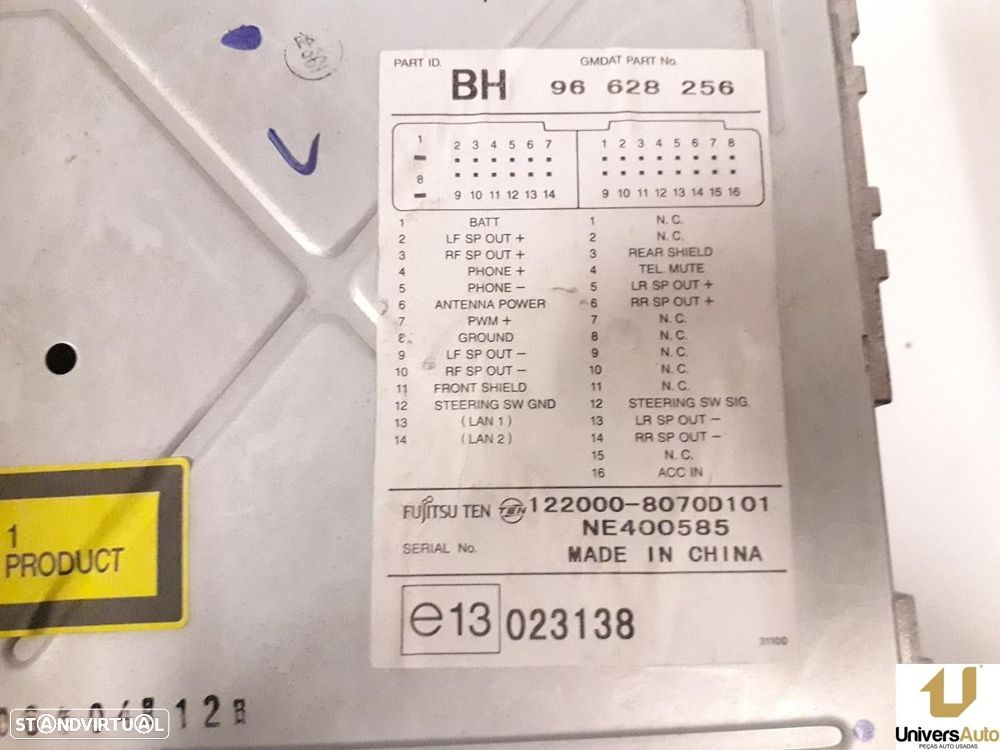 PART ID. GMDAT PART No.
BH 96 628 256
1 2 3 4 5 6 7 1 2 3 4 5 6 7 8
8 9 10 11 12 13 14 9 10 11 12 13 14 15 16
1 BATT 1 N. C.
2 LF SP OUT + 2 N. C.
3 RF SP OUT + 3 REAR SHIELD
4 PHONE + 4 TEL. MUTE
5 PHONE − 5 LR SP OUT +
6 ANTENNA POWER 6 RR SP OUT +
7 PWM + 7 N. C.
8 GROUND 8 N. C.
9 LF SP OUT − 9 N. C.
10 RF SP OUT − 10 N. C.
11 FRONT SHIELD 11 N. C.
12 STEERING SW GND 12 STEERING SW SIG.
13 (LAN 1) 13 LR SP OUT −
14 (LAN 2) 14 RR SP OUT −
15 N. C.
16 ACC IN
FUJITSU TEN TEN 122000-8070D101
NE400585
SERIAL No. MADE IN CHINA
e13 023138
31100
1
PRODUCT
STANDVIRTUAL
UniversAuto
PEÇAS AUTO USADAS